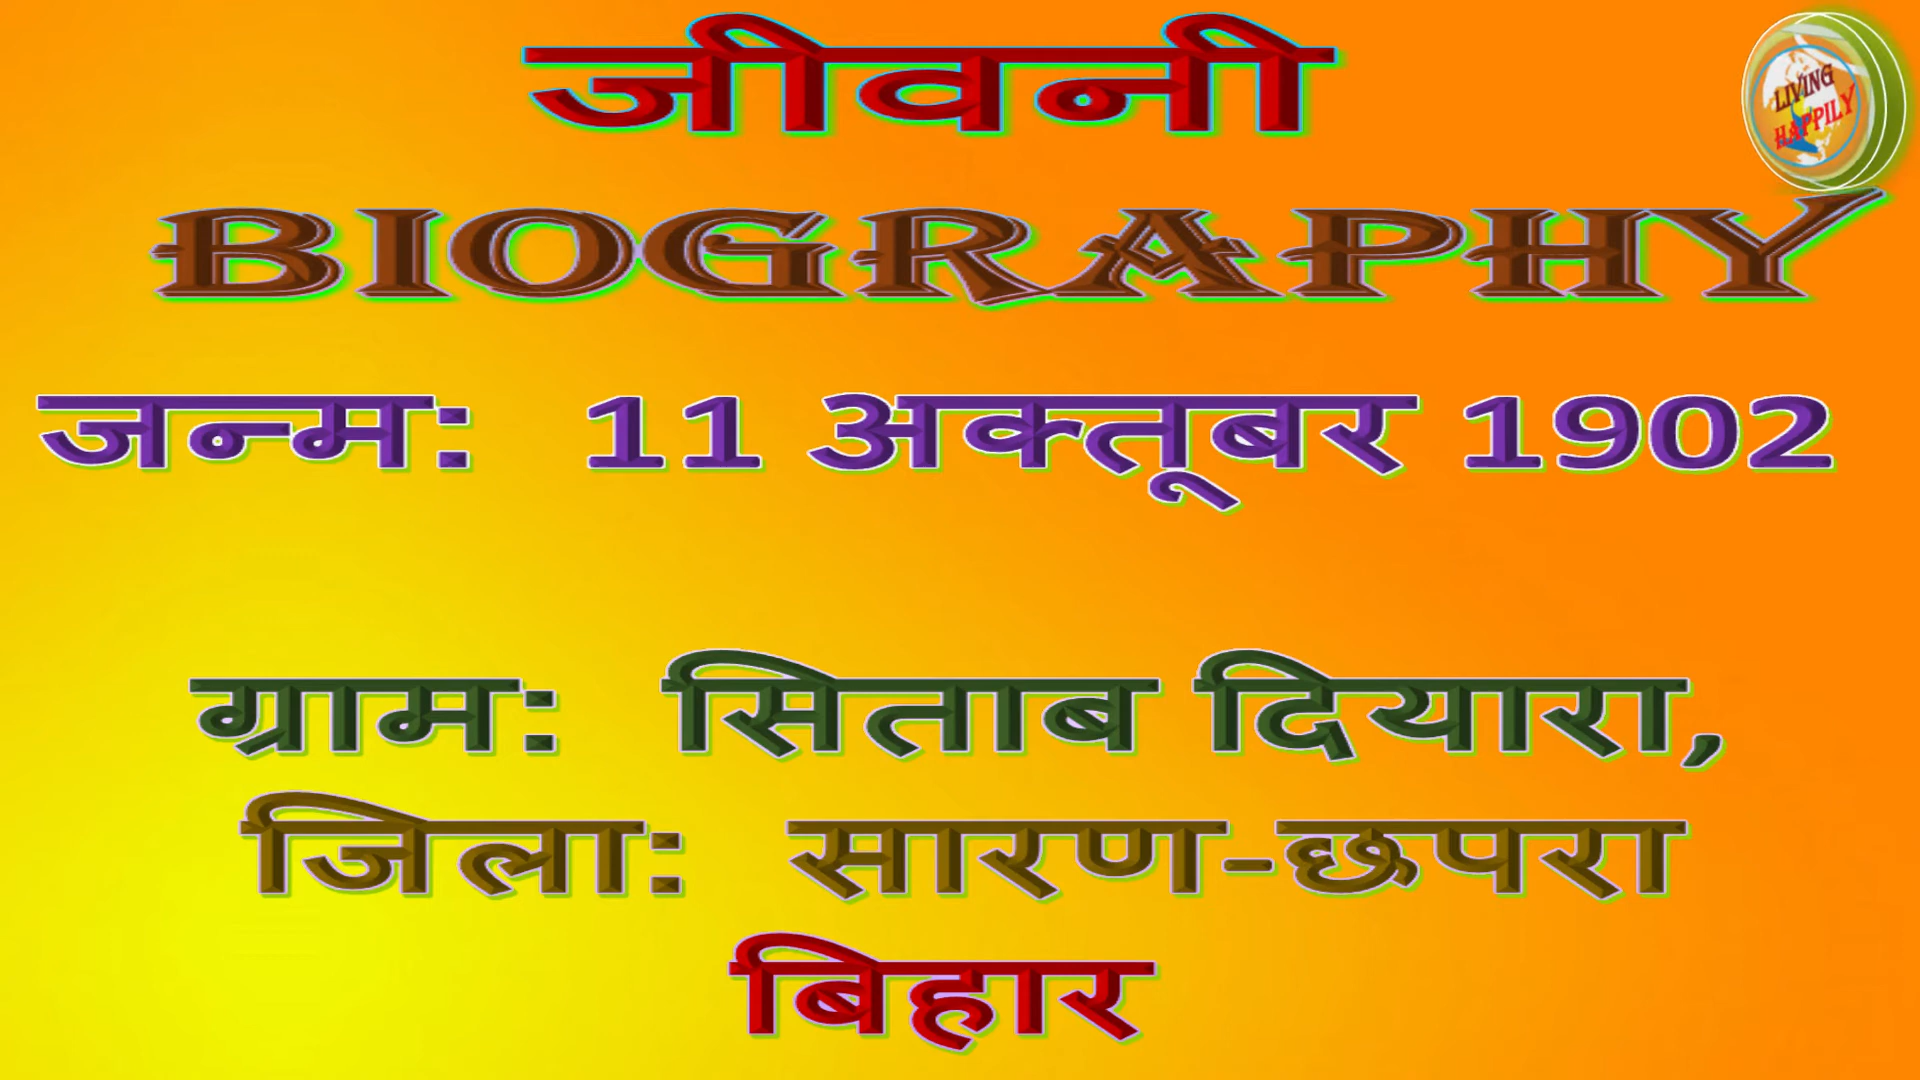 जीवनी
LIVING
HAPPILY
BIOGRAPHY
जन्म:  11 अक्तूबर 1902
ग्राम:  सिताब दियारा,
जिला:  सारण-छपरा
बिहार